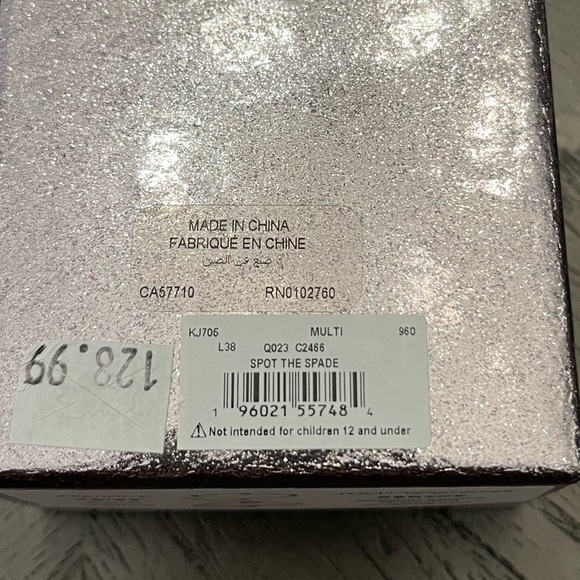 MADE IN CHINA
FABRIQUÉ EN CHINE
صنع في الصين
CA57710 RN0102760
KJ705 MULTI 960
L38 Q023 C2466
SPOT THE SPADE
1 96021 55748 4
⚠ Not intended for children 12 and under
128.99